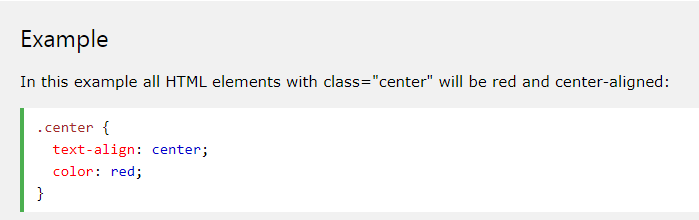 Example
In this example all HTML elements with class="center" will be red and center-aligned:
.center {
  text-align: center;
  color: red;
}